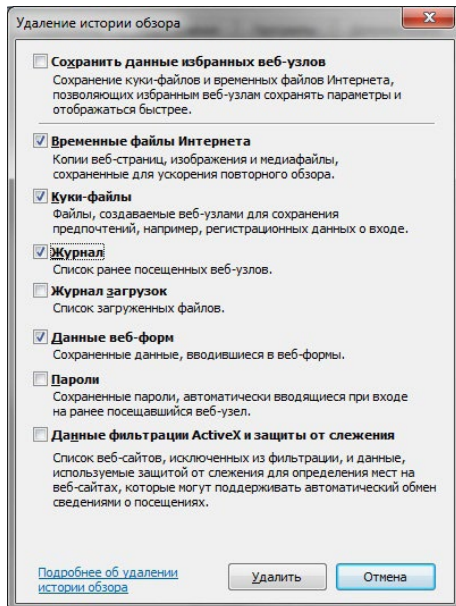 Удаление истории обзора
Сохранить данные избранных веб-узлов
Сохранение куки-файлов и временных файлов Интернета,
позволяющих избранным веб-узлам сохранять параметры и
отображаться быстрее.
Временные файлы Интернета
Копии веб-страниц, изображения и медиафайлы,
сохраненные для ускорения повторного обзора.
Куки-файлы
Файлы, создаваемые веб-узлами для сохранения
предпочтений, например, регистрационных данных о входе.
Журнал
Список ранее посещенных веб-узлов.
Журнал загрузок
Список загруженных файлов.
Данные веб-форм
Сохраненные данные, вводившиеся в веб-формы.
Пароли
Сохраненные пароли, автоматически вводящиеся при входе
на ранее посещавшийся веб-узел.
Данные фильтрации ActiveX и защиты от слежения
Список веб-сайтов, исключенных из фильтрации, и данные,
используемые защитой от слежения для определения мест на
веб-сайтах, которые могут поддерживать автоматический обмен
сведениями о посещениях.
Подробнее об удалении
истории обзора
Удалить
Отмена